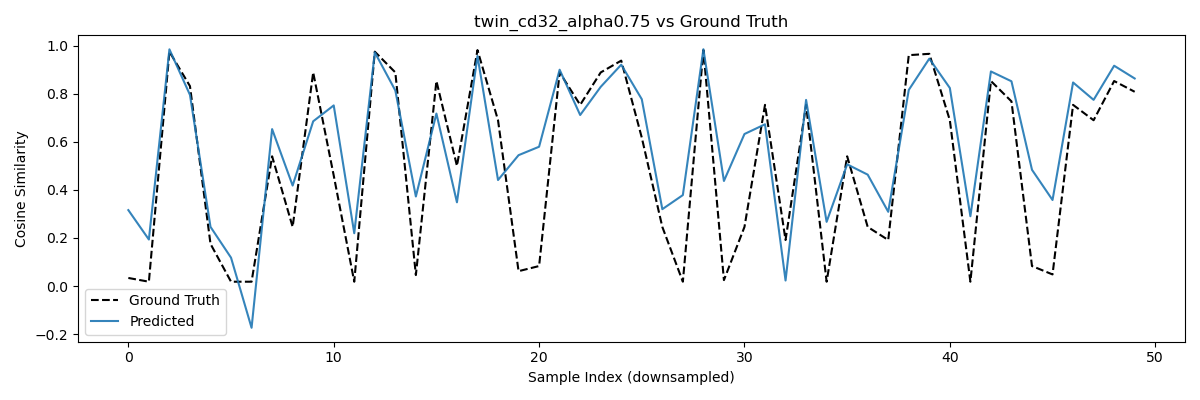 twin_cd32_alpha0.75 vs Ground Truth
Cosine Similarity
1.0
0.8
0.6
0.4
0.2
0.0
−0.2
Ground Truth
Predicted
0 10 20 30 40 50
Sample Index (downsampled)